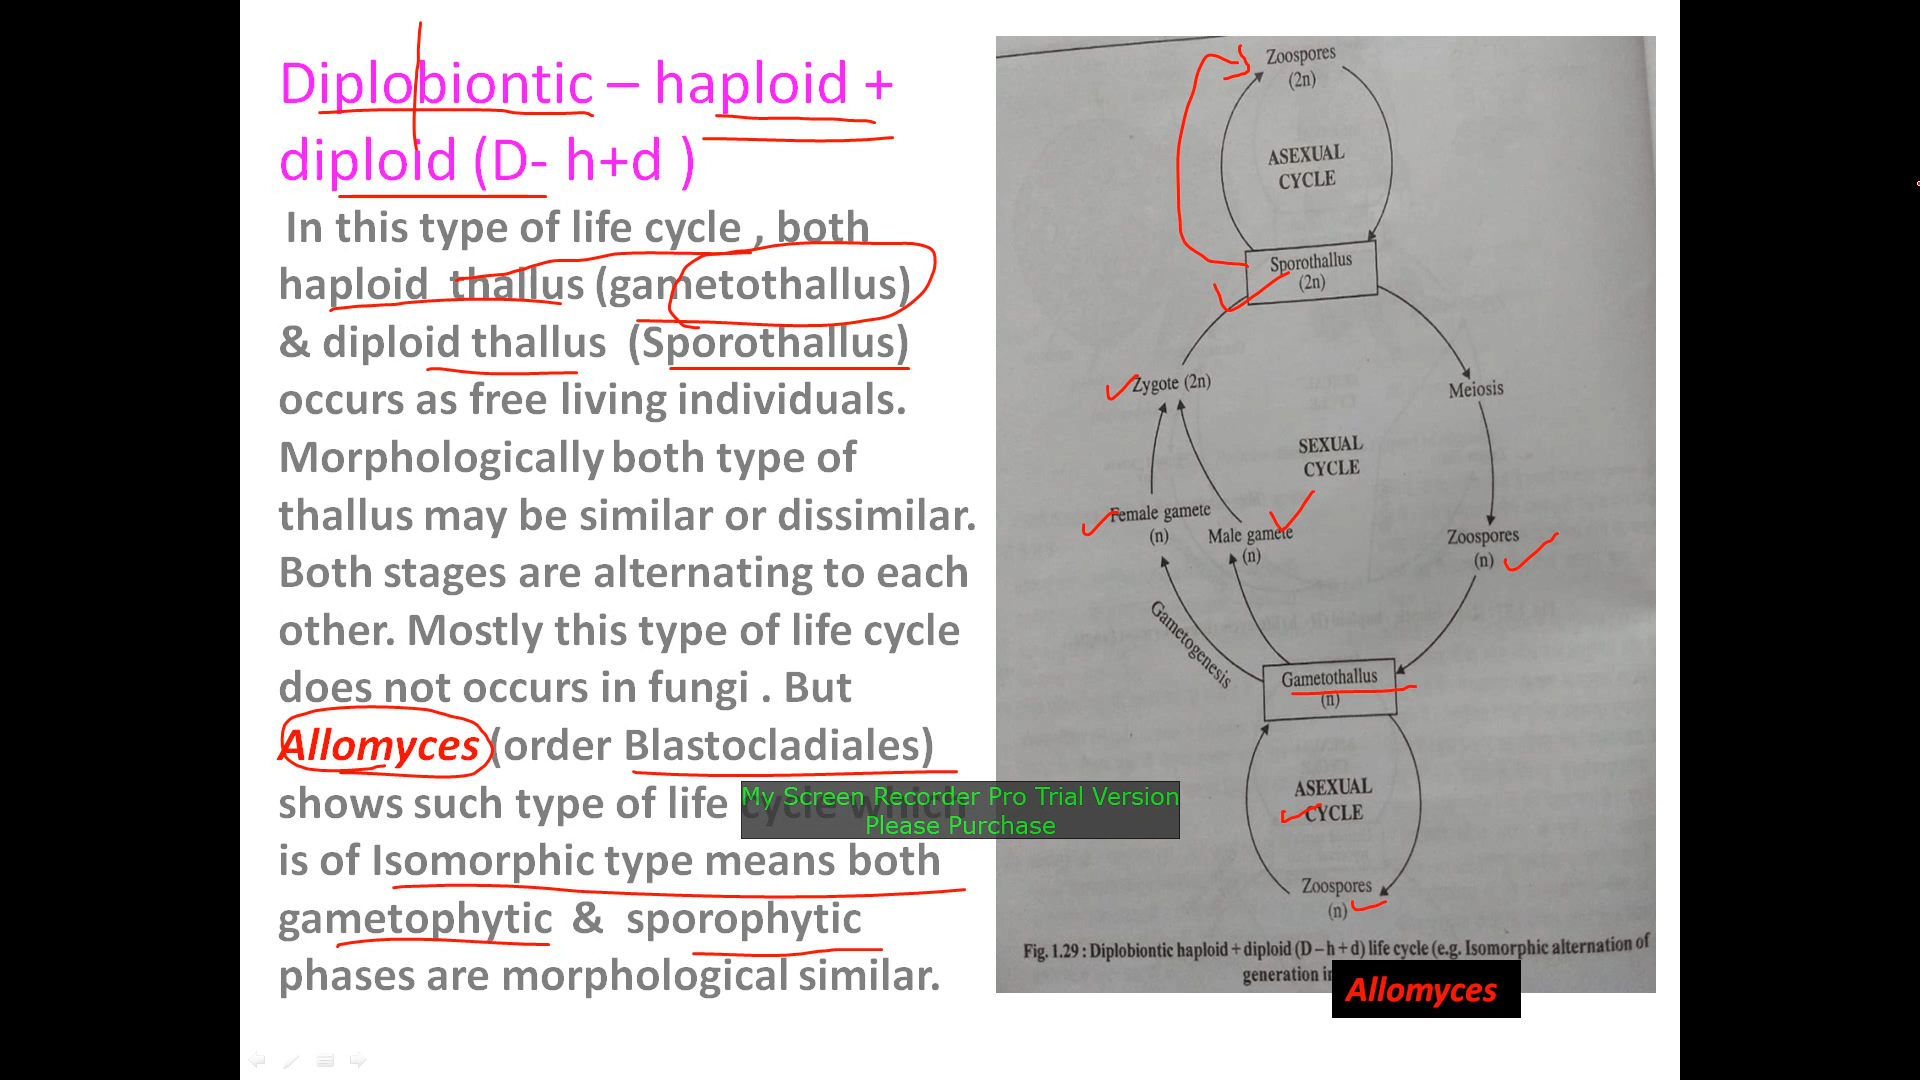 Diplobiontic – haploid +
diploid (D- h+d )
In this type of life cycle , both
haploid thallus (gametothallus)
& diploid thallus (Sporothallus)
occurs as free living individuals.
Morphologically both type of
thallus may be similar or dissimilar.
Both stages are alternating to each
other. Mostly this type of life cycle
does not occurs in fungi . But
Allomyces (order Blastocladiales)
shows such type of life cycle which
is of Isomorphic type means both
gametophytic & sporophytic
phases are morphological similar.
My Screen Recorder Pro Trial Version
Please Purchase
Zoospores
(2n)
ASEXUAL
CYCLE
Sporothallus
(2n)
Zygote (2n)
Meiosis
SEXUAL
CYCLE
Female gamete
(n)
Male gamete
(n)
Zoospores
(n)
Gametogenesis
Gametothallus
(n)
ASEXUAL
CYCLE
Zoospores
(n)
Fig. 1.29 : Diplobiontic haploid + diploid (D – h + d) life cycle (e.g. Isomorphic alternation of
generation in
Allomyces